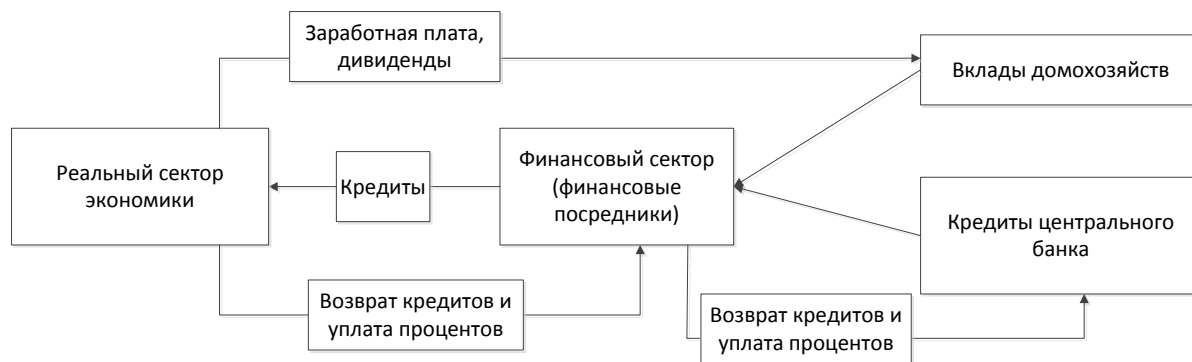 Заработная плата,
дивиденды
Вклады домохозяйств
Реальный сектор
экономики
Кредиты
Финансовый сектор
(финансовые
посредники)
Кредиты центрального
банка
Возврат кредитов и
уплата процентов
Возврат кредитов и
уплата процентов